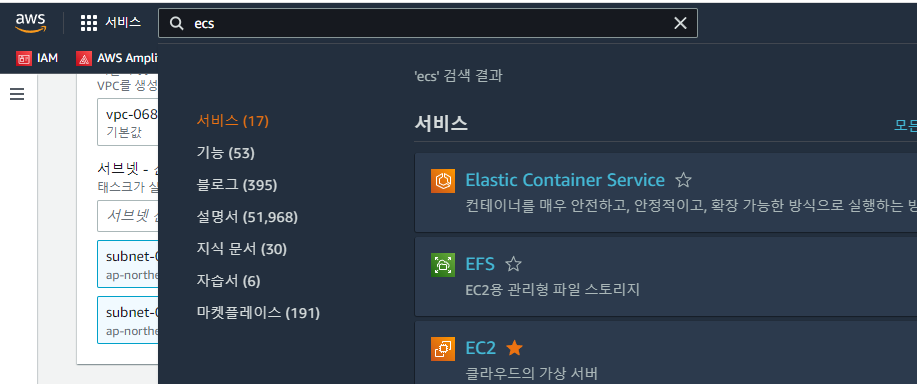 aws
서비스
ecs
IAM
AWS Ampli
VPC를 생성
vpc-068
기본값
서브넷 -
태스크가 실
서브넷
subnet-0
ap-northe
subnet-0
ap-northe
'ecs' 검색 결과
서비스 (17)
기능 (53)
블로그 (395)
설명서 (51,968)
지식 문서 (30)
자습서 (6)
마켓플레이스 (191)
서비스
모든
Elastic Container Service
컨테이너를 매우 안전하고, 안정적이고, 확장 가능한 방식으로 실행하는
EFS
EC2용 관리형 파일 스토리지
EC2
클라우드의 가상 서버